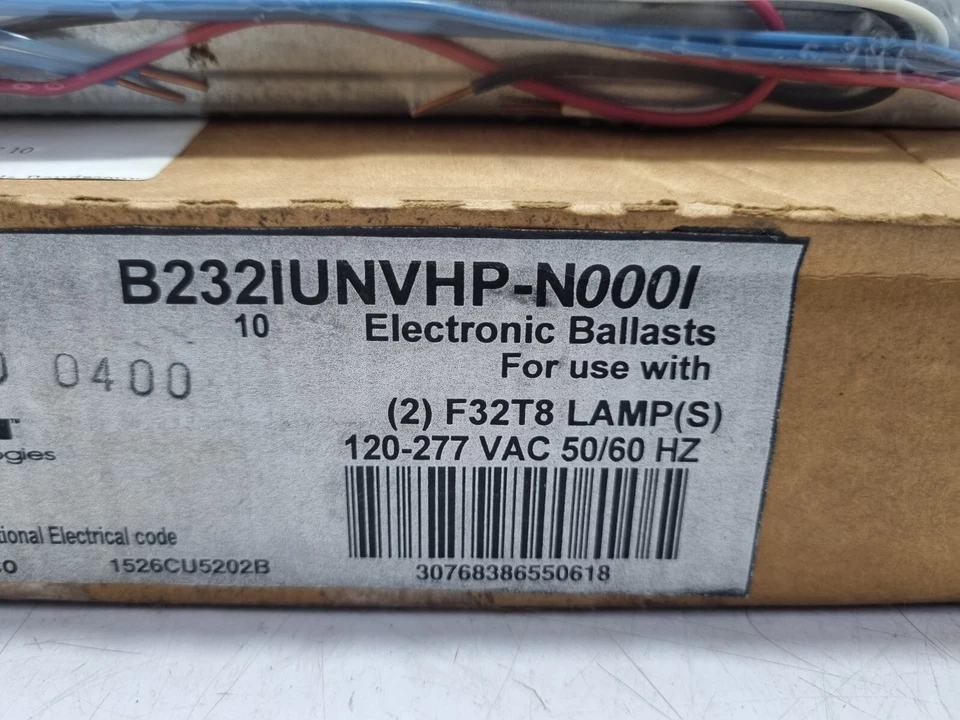 10
B232IUNVHP-N000I
10 Electronic Ballasts
For use with
0400
(2) F32T8 LAMP(S)
120-277 VAC 50/60 HZ
ogies
tional Electrical code
1526CU5202B
30768386550618